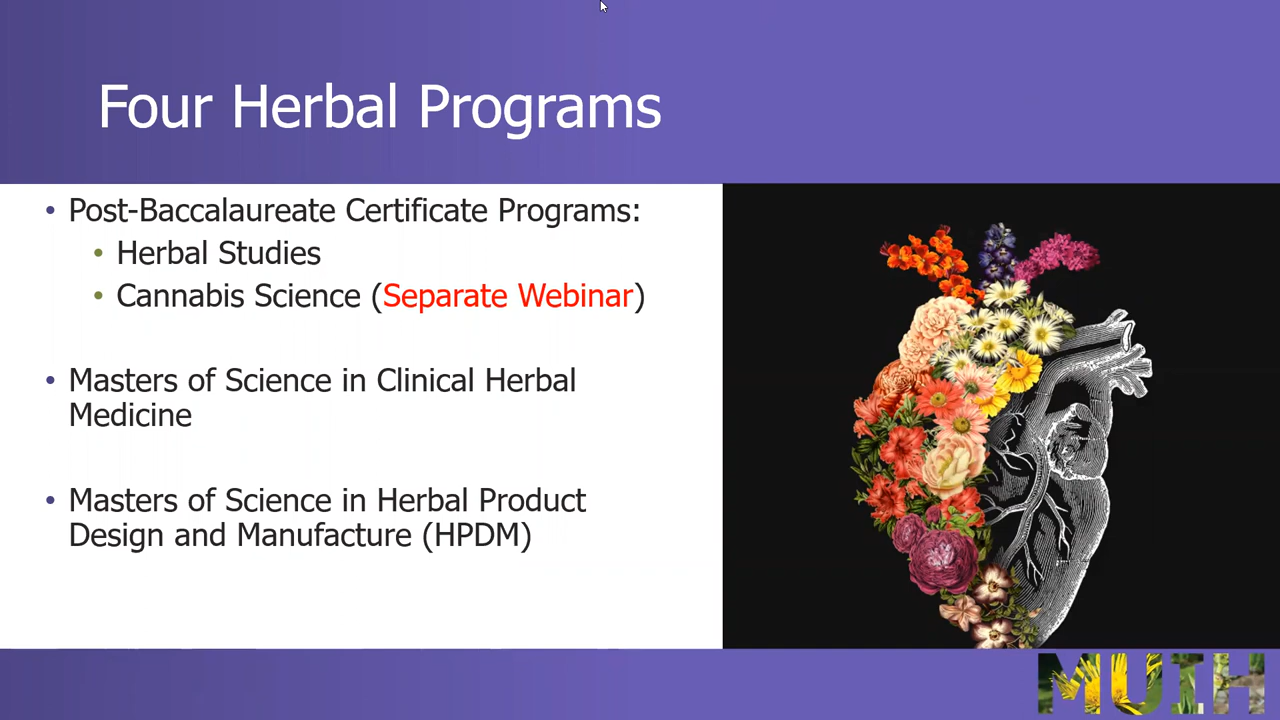 Four Herbal Programs
• Post-Baccalaureate Certificate Programs:
• Herbal Studies
• Cannabis Science (Separate Webinar)
• Masters of Science in Clinical Herbal
Medicine
• Masters of Science in Herbal Product
Design and Manufacture (HPDM)
MUIH